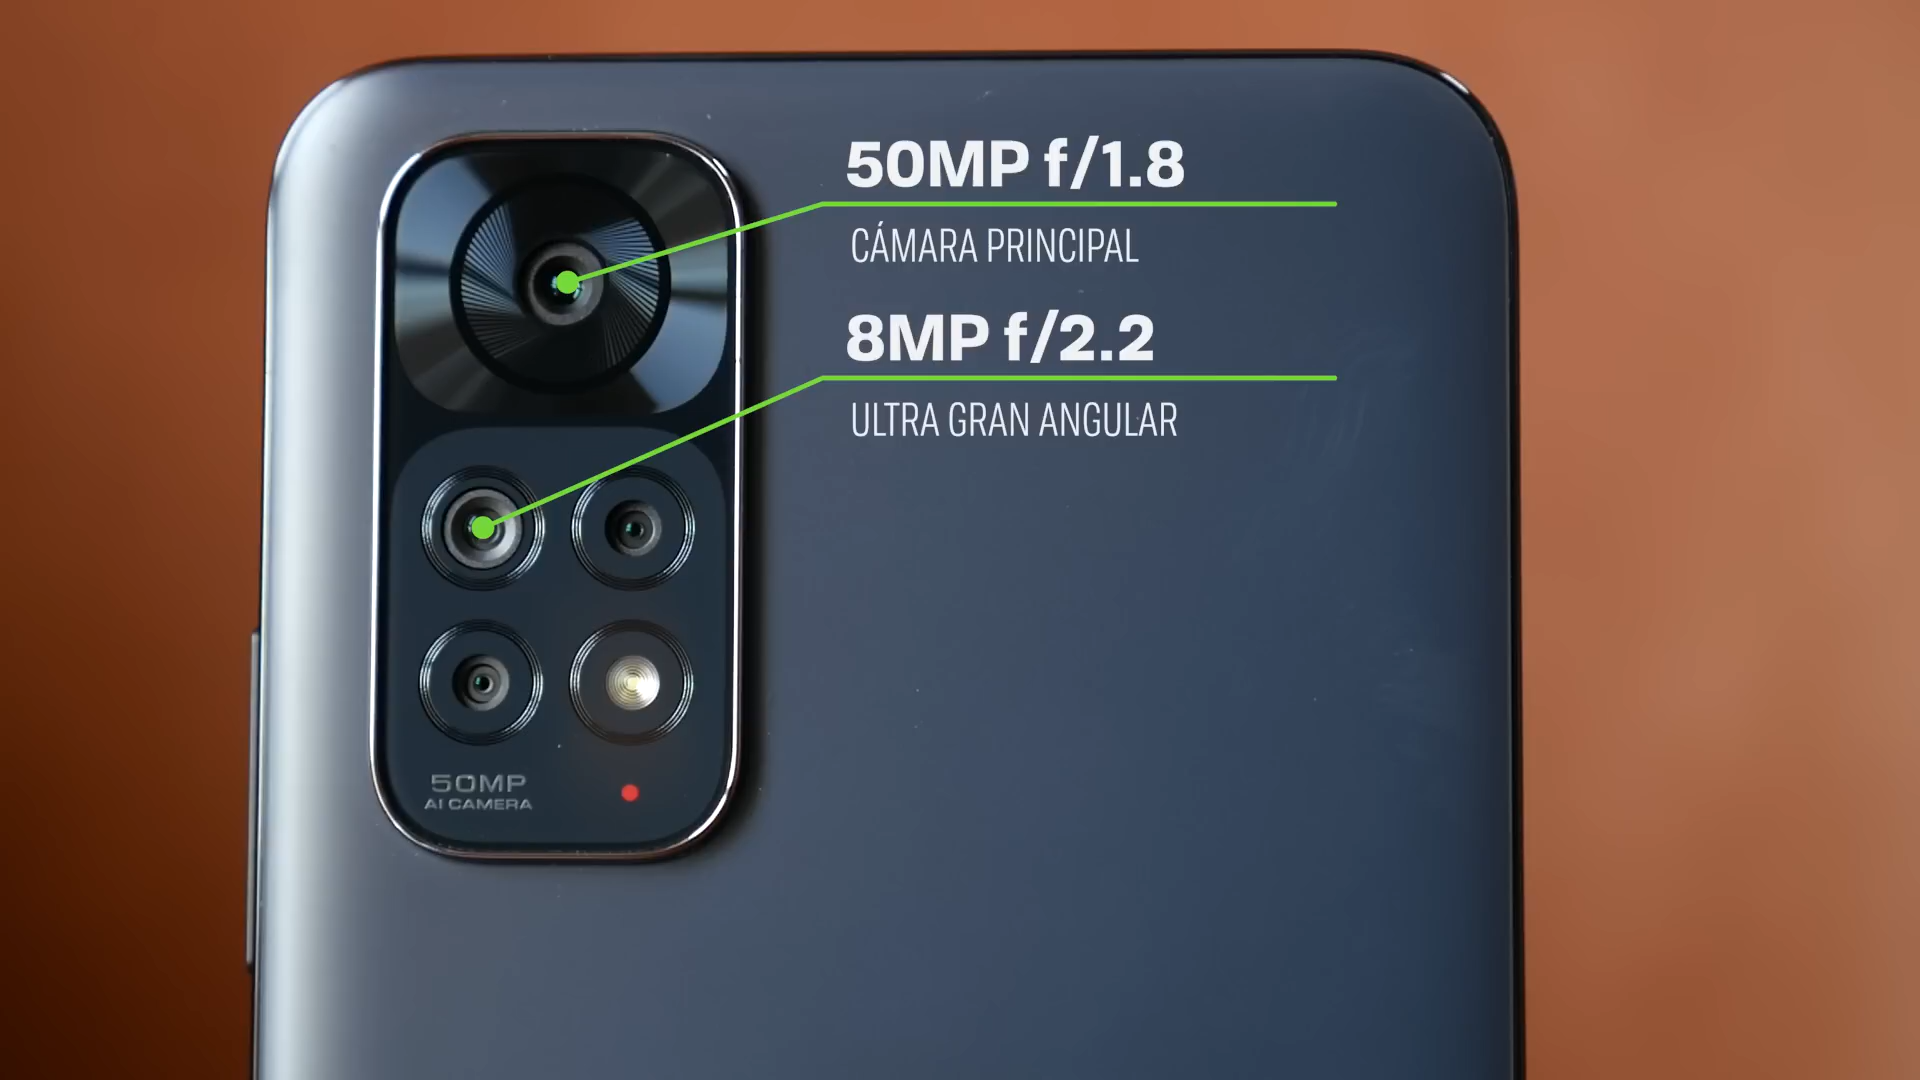 50MP f/1.8
CÁMARA PRINCIPAL
8MP f/2.2
ULTRA GRAN ANGULAR
50MP
AI CAMERA